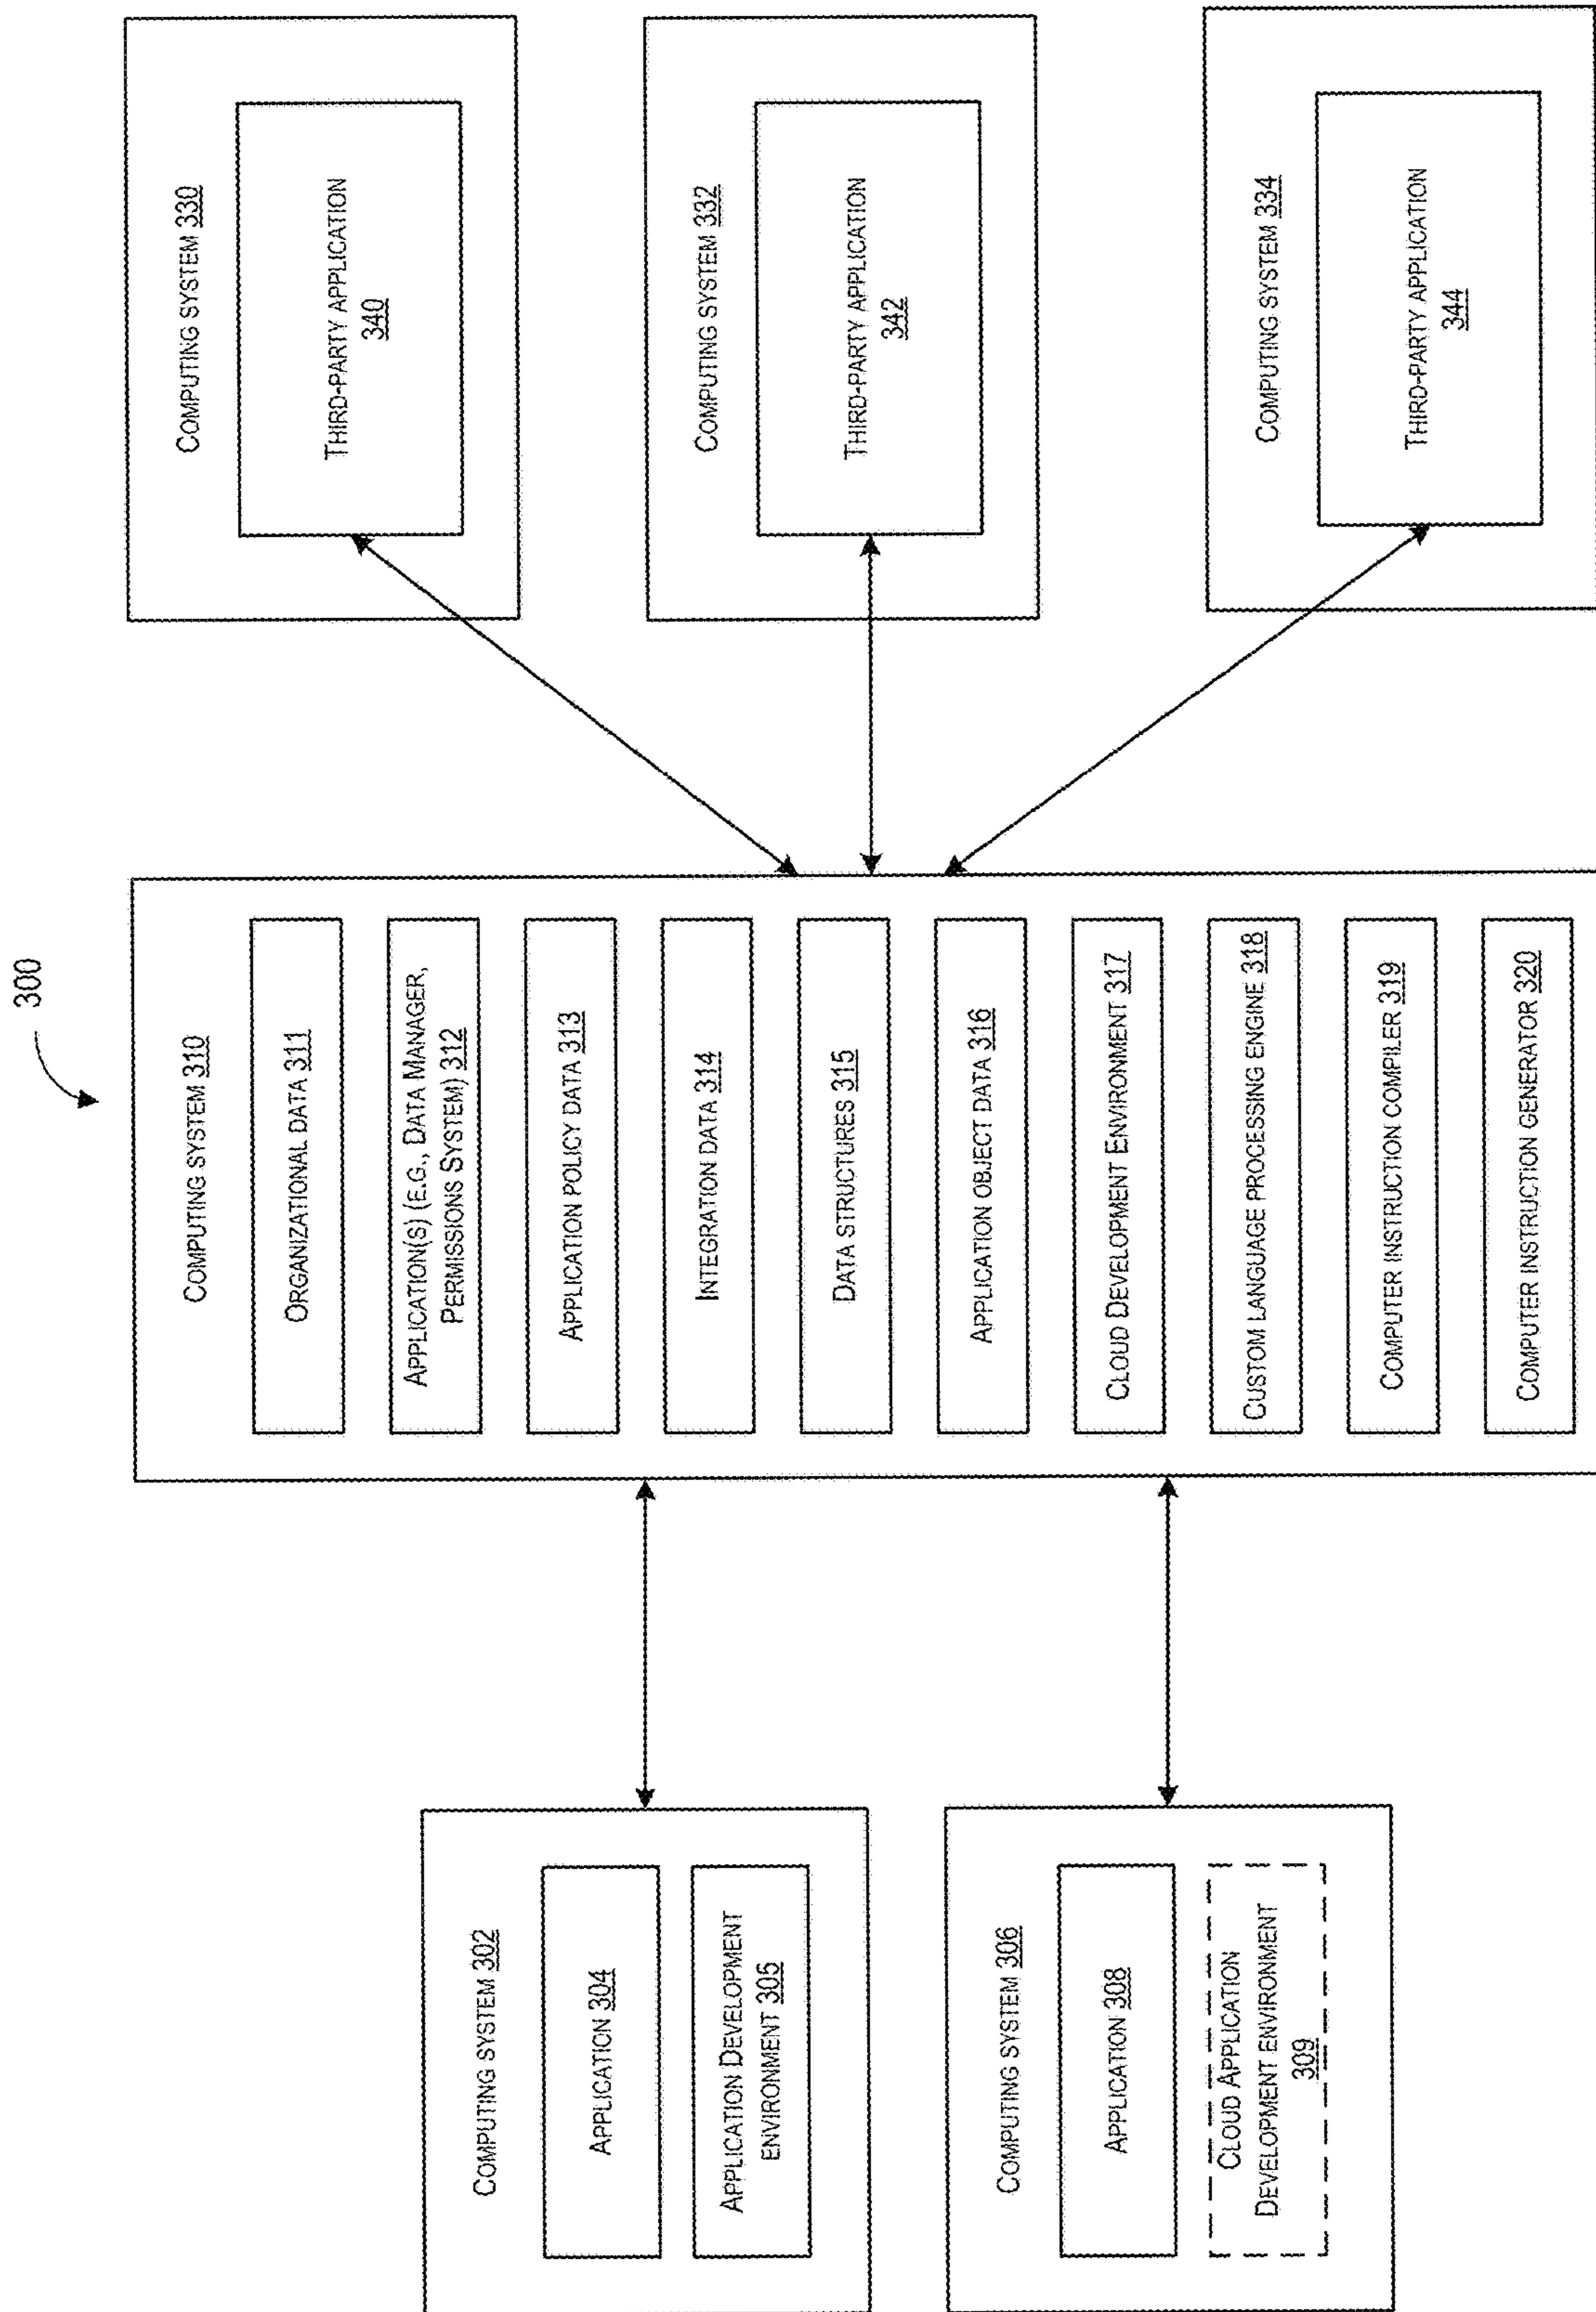 300
COMPUTING SYSTEM 302
APPLICATION 304
APPLICATION DEVELOPMENT
ENVIRONMENT 305
COMPUTING SYSTEM 306
APPLICATION 308
CLOUD APPLICATION
DEVELOPMENT ENVIRONMENT
309
COMPUTING SYSTEM 310
ORGANIZATIONAL DATA 311
APPLICATION(S) (E.G., DATA MANAGER,
PERMISSIONS SYSTEM) 312
APPLICATION POLICY DATA 313
INTEGRATION DATA 314
DATA STRUCTURES 315
APPLICATION OBJECT DATA 316
CLOUD DEVELOPMENT ENVIRONMENT 317
CUSTOM LANGUAGE PROCESSING ENGINE 318
COMPUTER INSTRUCTION COMPILER 319
COMPUTER INSTRUCTION GENERATOR 320
COMPUTING SYSTEM 330
THIRD-PARTY APPLICATION
340
COMPUTING SYSTEM 332
THIRD-PARTY APPLICATION
342
COMPUTING SYSTEM 334
THIRD-PARTY APPLICATION
344